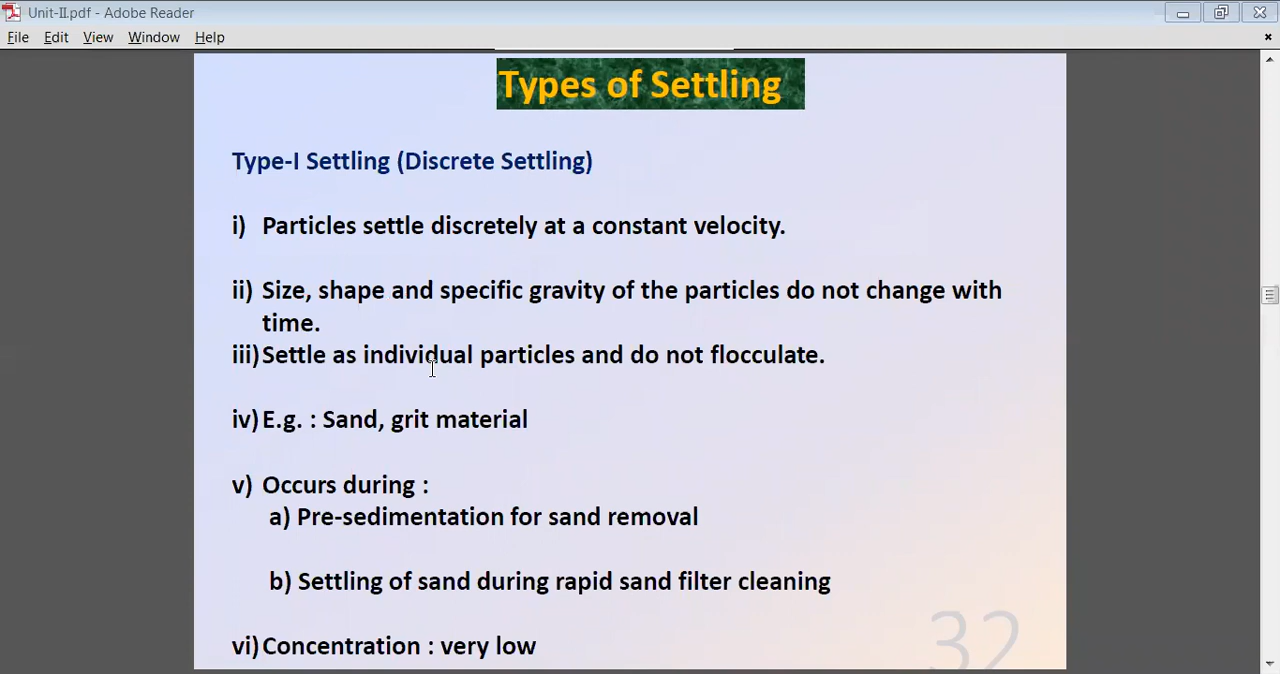 Unit-II.pdf - Adobe Reader
File Edit View Window Help
Types of Settling
Type-I Settling (Discrete Settling)
i) Particles settle discretely at a constant velocity.
ii) Size, shape and specific gravity of the particles do not change with
time.
iii)Settle as individual particles and do not flocculate.
iv)E.g. : Sand, grit material
v) Occurs during :
a) Pre-sedimentation for sand removal
b) Settling of sand during rapid sand filter cleaning
vi)Concentration : very low
32